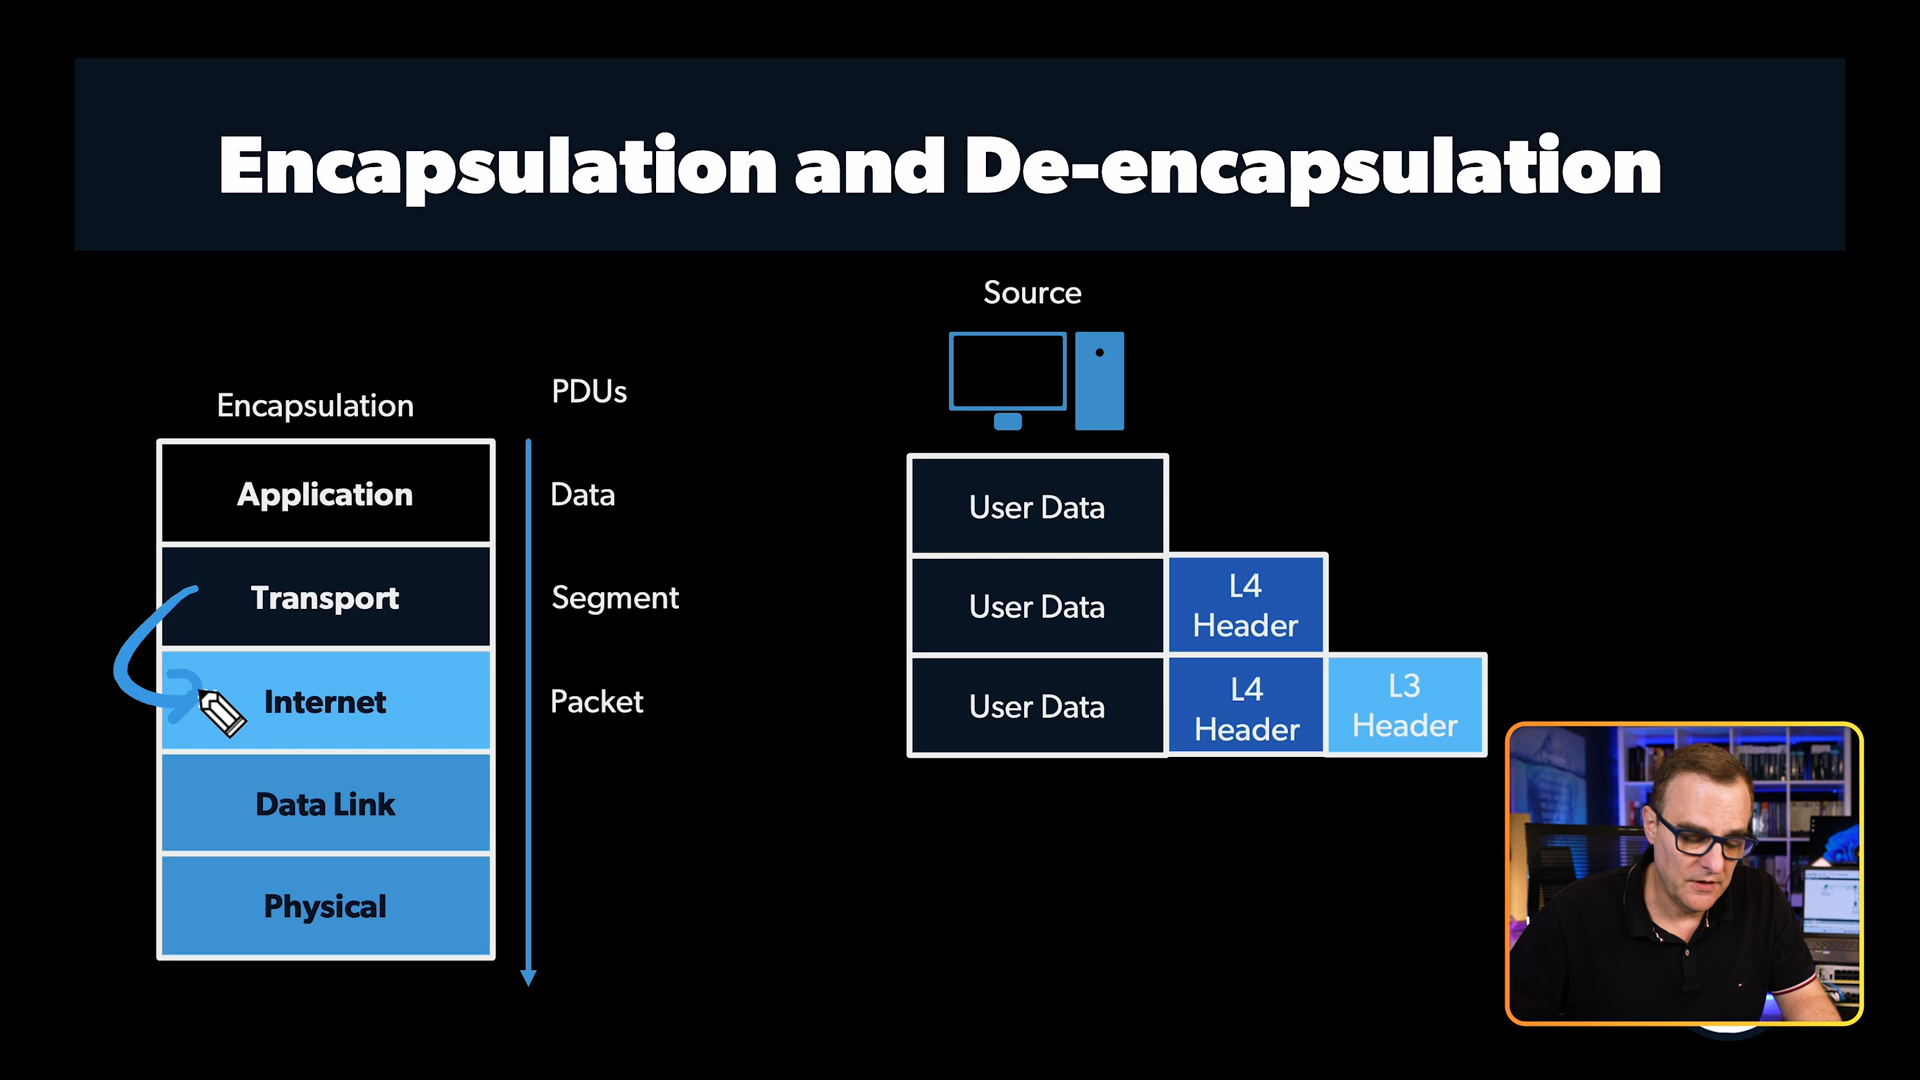 Encapsulation and De-encapsulation
Source
Encapsulation
PDUs
Application
Data
User Data
Transport
Segment
User Data
L4
Header
Internet
Packet
User Data
L4
Header
L3
Header
Data Link
Physical